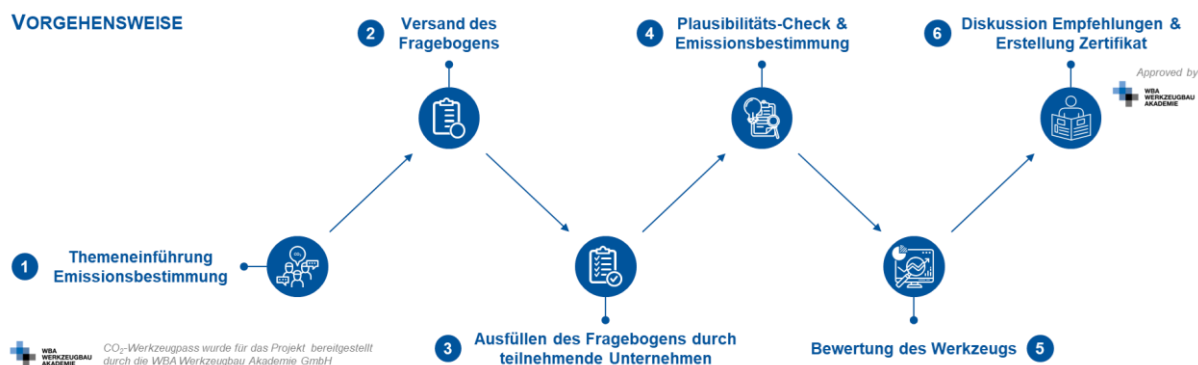 VORGEHENSWEISE
1
Themeneinführung
Emissionsbestimmung
CO₂
2
Versand des
Fragebogens
3
Ausfüllen des Fragebogens durch
teilnehmende Unternehmen
4
Plausibilitäts-Check &
Emissionsbestimmung
Bewertung des Werkzeugs
5
6
Diskussion Empfehlungen &
Erstellung Zertifikat
Approved by
WBA
WERKZEUGBAU
AKADEMIE
WBA
WERKZEUGBAU
AKADEMIE
CO₂-Werkzeugpass wurde für das Projekt bereitgestellt
durch die WBA Werkzeugbau Akademie GmbH